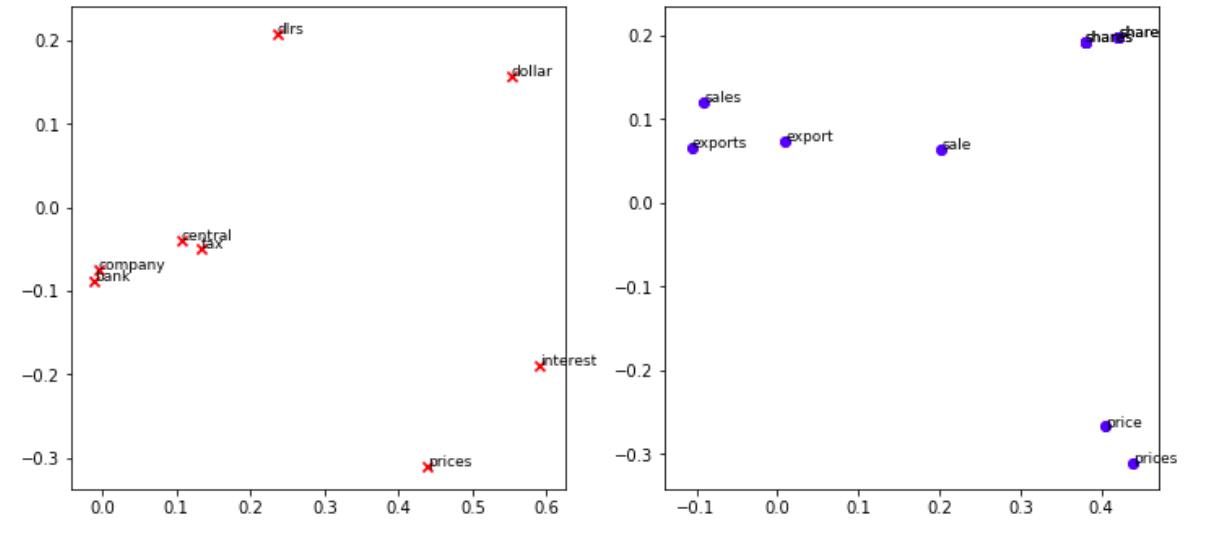 0.2
0.1
0.0
−0.1
−0.2
−0.3
dlrs
dollar
central
tax
company
bank
interest
prices
0.0 0.1 0.2 0.3 0.4 0.5 0.6
0.2
0.1
0.0
−0.1
−0.2
−0.3
shares
share
sales
exports
export
sale
price
prices
−0.1 0.0 0.1 0.2 0.3 0.4